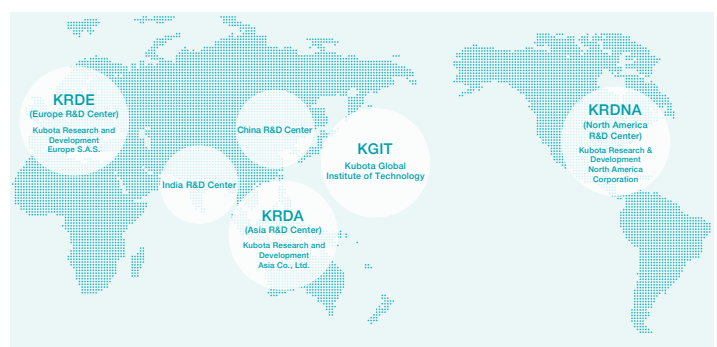 KRDE
(Europe R&D Center)
Kubota Research and
Development
Europe S.A.S.
China R&D Center
India R&D Center
KGIT
Kubota Global
Institute of Technology
KRDA
(Asia R&D Center)
Kubota Research and
Development
Asia Co., Ltd.
KRDNA
(North America
R&D Center)
Kubota Research &
Development
North America
Corporation